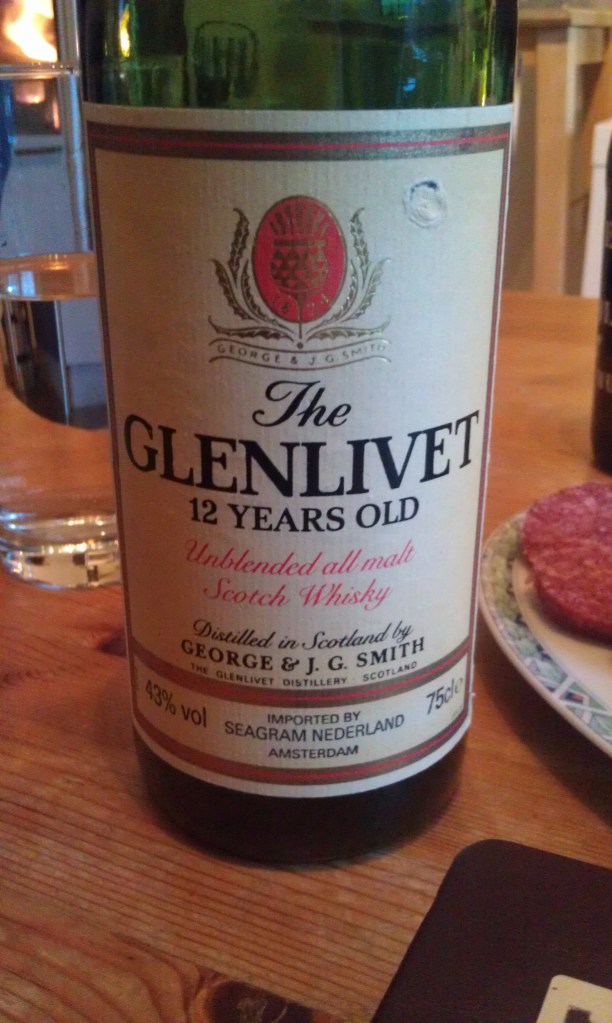 GEORGE & J. G. SMITH
The
GLENLIVET
12 YEARS OLD
Unblended all malt
Scotch Whisky
Distilled in Scotland by
GEORGE & J. G. SMITH
THE GLENLIVET DISTILLERY · SCOTLAND
43% vol
IMPORTED BY
SEAGRAM NEDERLAND
AMSTERDAM
75cl e